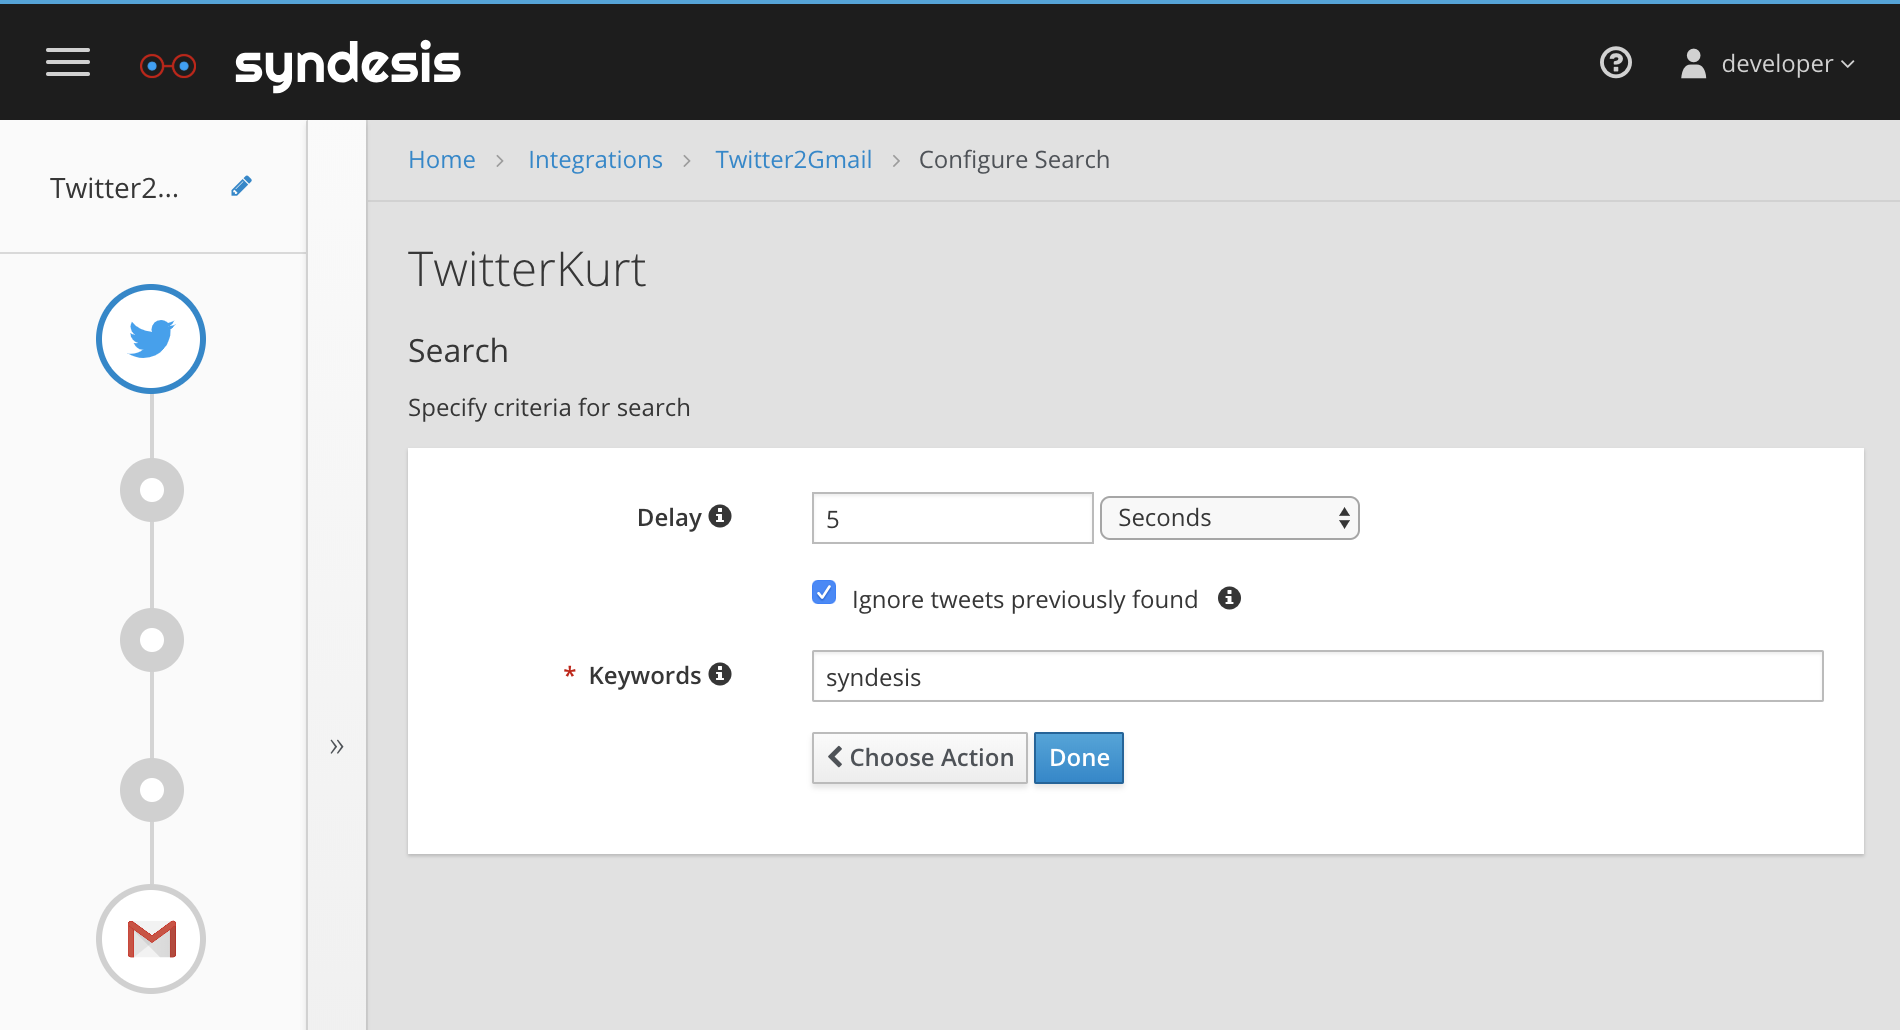 syndesis
developer
Twitter2...
Home > Integrations > Twitter2Gmail > Configure Search
TwitterKurt
Search
Specify criteria for search
Delay
5
Seconds
Ignore tweets previously found
* Keywords
syndesis
»
Choose Action
Done